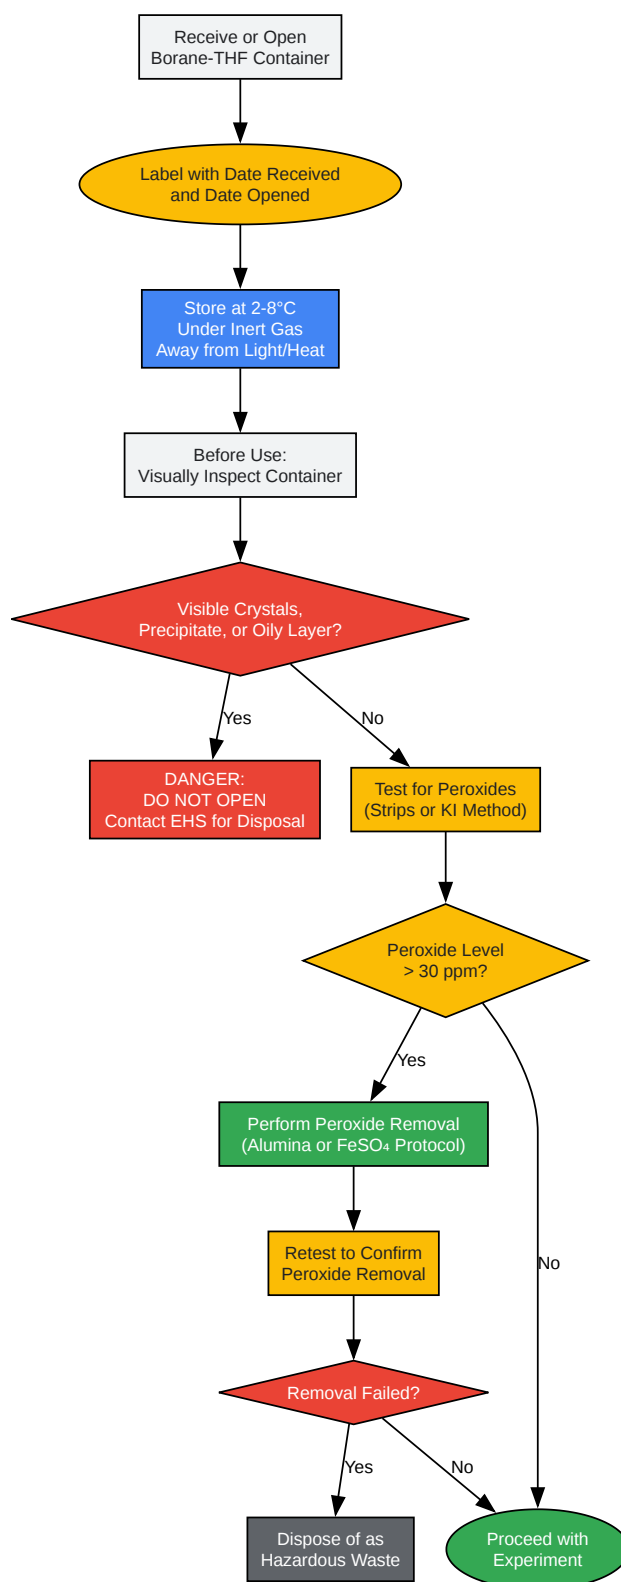 Receive or Open
Borane-THF Container
Label with Date Received
and Date Opened
Store at 2-8°C
Under Inert Gas
Away from Light/Heat
Before Use:
Visually Inspect Container
Visible Crystals,
Precipitate, or Oily Layer?
Yes
No
DANGER:
DO NOT OPEN
Contact EHS for Disposal
Test for Peroxides
(Strips or KI Method)
Peroxide Level
> 30 ppm?
Yes
Perform Peroxide Removal
(Alumina or FeSO₄ Protocol)
Retest to Confirm
Peroxide Removal
No
Removal Failed?
Yes
No
Dispose of as
Hazardous Waste
Proceed with
Experiment